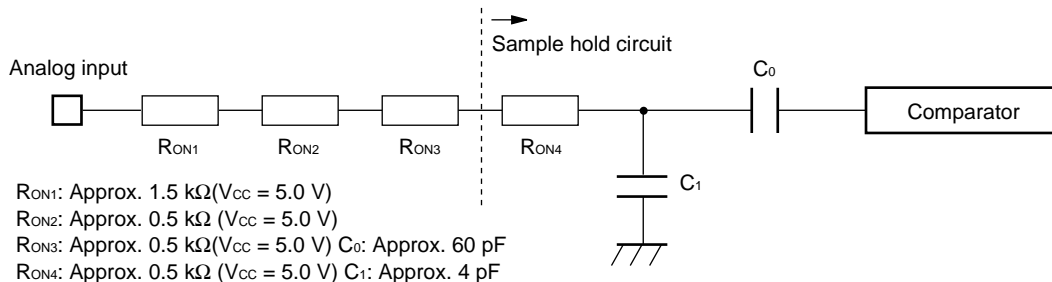 Sample hold circuit
Analog input
C0
Comparator
RON1 RON2 RON3 RON4
C1
RON1: Approx. 1.5 kΩ(VCC = 5.0 V)
RON2: Approx. 0.5 kΩ (VCC = 5.0 V)
RON3: Approx. 0.5 kΩ(VCC = 5.0 V) C0: Approx. 60 pF
RON4: Approx. 0.5 kΩ (VCC = 5.0 V) C1: Approx. 4 pF